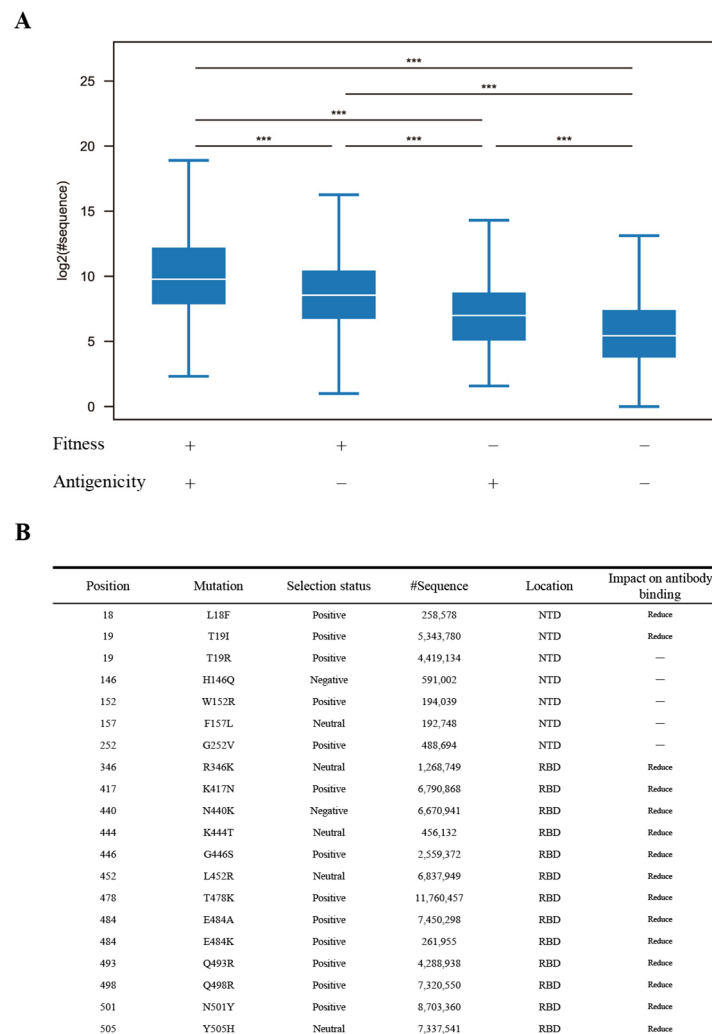 A
***
***
***
*** *** ***
25
20
15
10
5
0
log2(#sequence)
Fitness + + − −
Antigenicity + − + −
B
Position Mutation Selection status #Sequence Location Impact on antibody
binding
18 L18F Positive 258,578 NTD Reduce
19 T19I Positive 5,343,780 NTD Reduce
19 T19R Positive 4,419,134 NTD —
146 H146Q Negative 591,002 NTD —
152 W152R Positive 194,039 NTD —
157 F157L Neutral 192,748 NTD —
252 G252V Positive 488,694 NTD —
346 R346K Neutral 1,268,749 RBD Reduce
417 K417N Positive 6,790,868 RBD Reduce
440 N440K Negative 6,670,941 RBD Reduce
444 K444T Neutral 456,132 RBD Reduce
446 G446S Positive 2,559,372 RBD Reduce
452 L452R Neutral 6,837,949 RBD Reduce
478 T478K Positive 11,760,457 RBD Reduce
484 E484A Positive 7,450,298 RBD Reduce
484 E484K Positive 261,955 RBD Reduce
493 Q493R Positive 4,288,938 RBD Reduce
498 Q498R Positive 7,320,550 RBD Reduce
501 N501Y Positive 8,703,360 RBD Reduce
505 Y505H Neutral 7,337,541 RBD Reduce